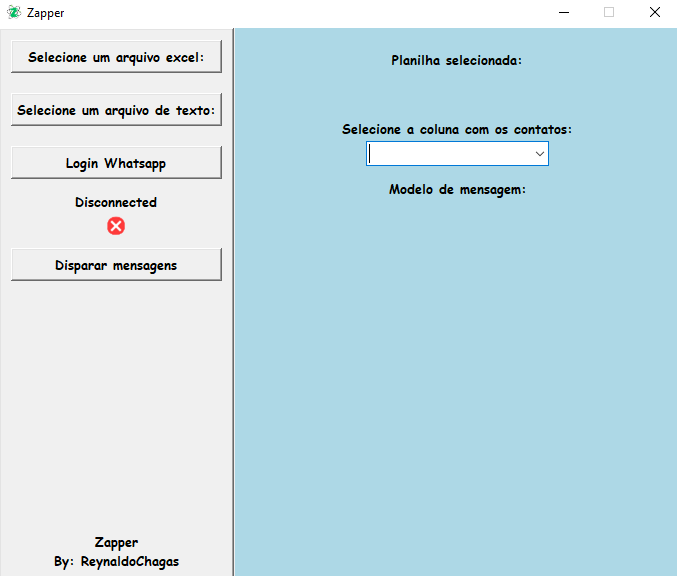 Zapper
Selecione um arquivo excel:
Selecione um arquivo de texto:
Login Whatsapp
Disconnected
Disparar mensagens
Zapper
By: ReynaldoChagas
Planilha selecionada:
Selecione a coluna com os contatos:
Modelo de mensagem: